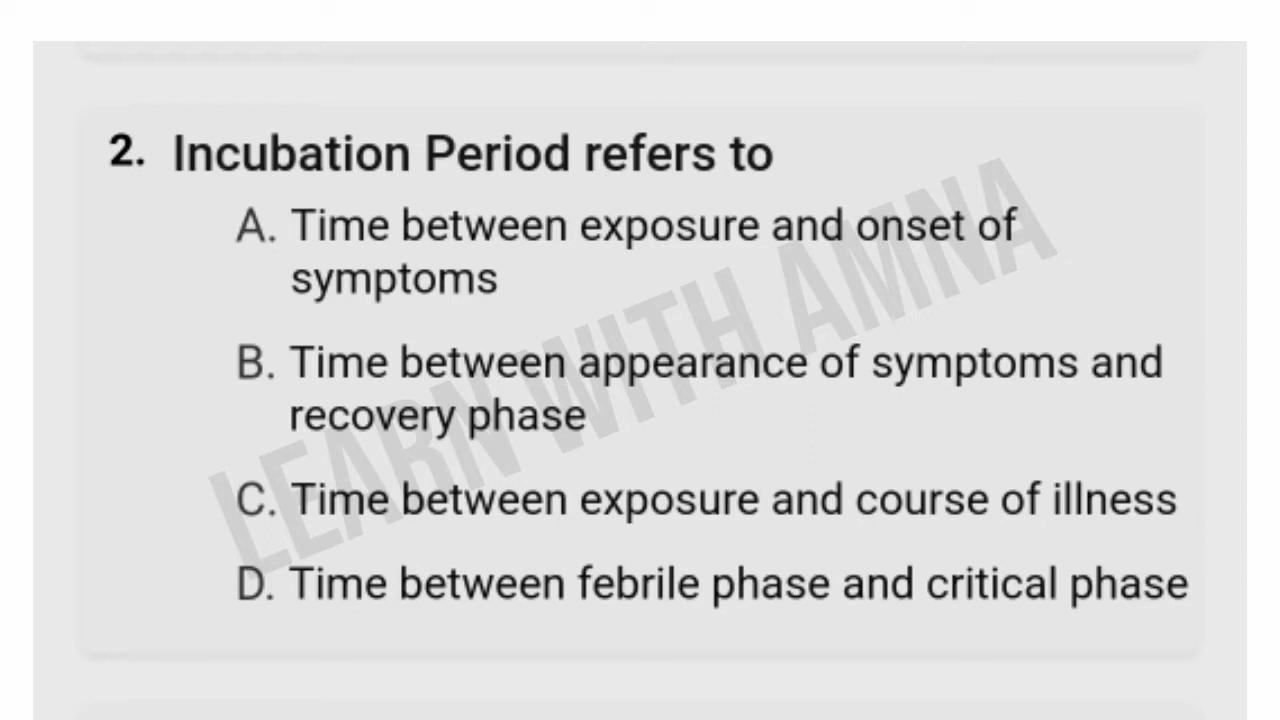 2. Incubation Period refers to
A. Time between exposure and onset of
symptoms
B. Time between appearance of symptoms and
recovery phase
C. Time between exposure and course of illness
D. Time between febrile phase and critical phase
LEARN WITH AMNA